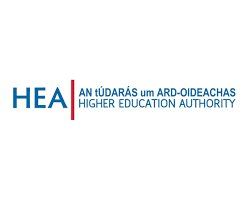 HEA
AN tÚDARÁS um ARD-OIDEACHAS
HIGHER EDUCATION AUTHORITY